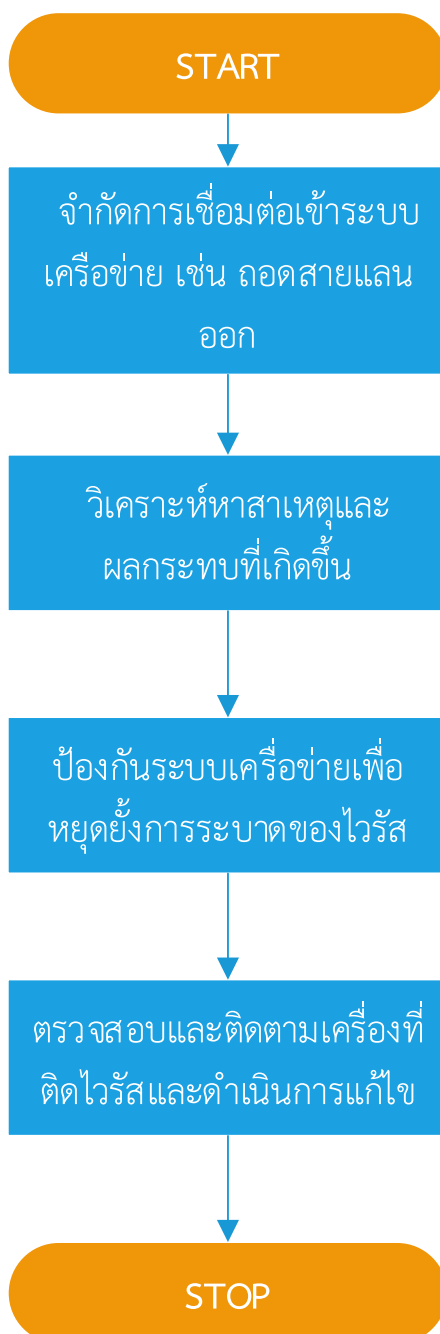 START
จำกัดการเชื่อมต่อเข้าระบบ
เครือข่าย เช่น ถอดสายแลน
ออก
วิเคราะห์หาสาเหตุและ
ผลกระทบที่เกิดขึ้น
ป้องกันระบบเครื่อข่ายเพื่อ
หยุดยั้งการระบาดของไวรัส
ตรวจสอบและติดตามเครื่องที่
ติดไวรัสและดำเนินการแก้ไข
STOP